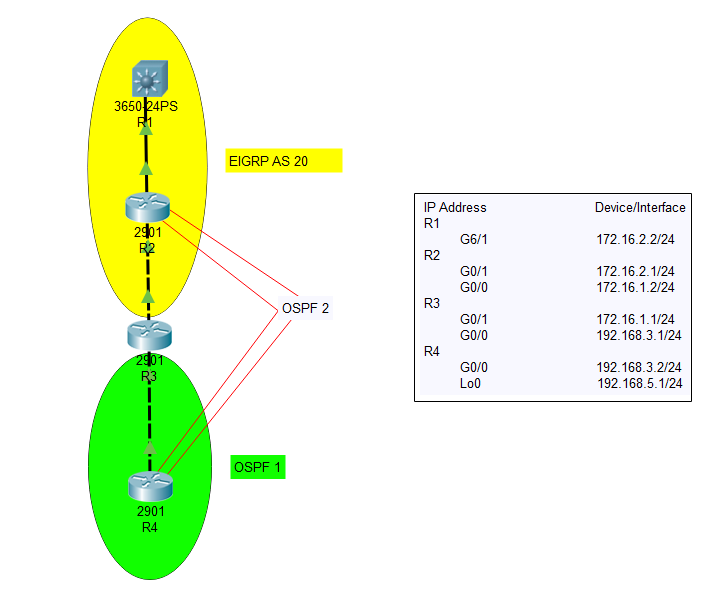 3650-24PS
R1
EIGRP AS 20
2901
R2
OSPF 2
2901
R3
OSPF 1
2901
R4
IP Address Device/Interface
R1
G6/1 172.16.2.2/24
R2
G0/1 172.16.2.1/24
G0/0 172.16.1.2/24
R3
G0/1 172.16.1.1/24
G0/0 192.168.3.1/24
R4
G0/0 192.168.3.2/24
Lo0 192.168.5.1/24